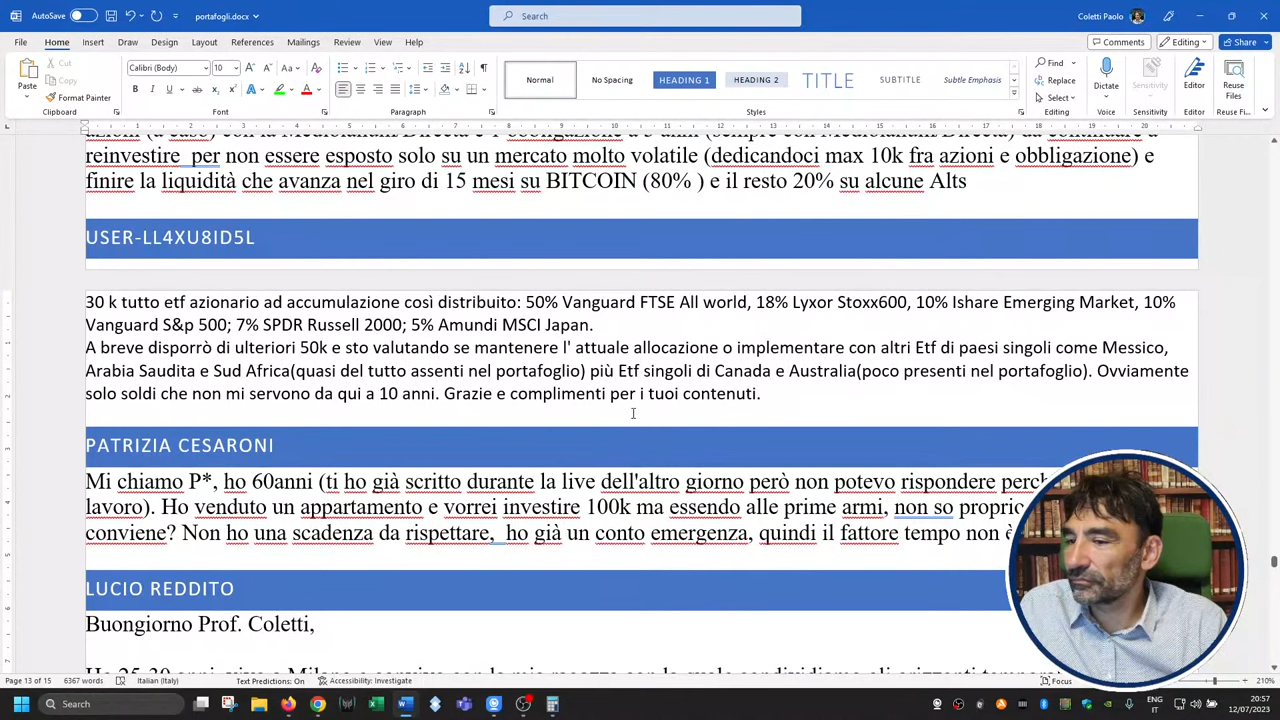 AutoSave
portafogli.docx
Search
Coletti Paolo
File Home Insert Draw Design Layout References Mailings Review View Help
Comments Editing Share
Paste
Cut
Copy
Format Painter
Calibri (Body) 10
Normal
No Spacing
HEADING 1
HEADING 2
TITLE
SUBTITLE
Subtle Emphasis
Find
Replace
Select
Dictate
Sensitivity
Editor
Reuse
Files
Clipboard Font Paragraph Styles Editing Voice Sensitivity Editor Reuse Files
reinvestire per non essere esposto solo su un mercato molto volatile (dedicandoci max 10k fra azioni e obbligazione) e
finire la liquidità che avanza nel giro di 15 mesi su BITCOIN (80% ) e il resto 20% su alcune Alts
USER-LL4XU8ID5L
30 k tutto etf azionario ad accumulazione così distribuito: 50% Vanguard FTSE All world, 18% Lyxor Stoxx600, 10% Ishare Emerging Market, 10%
Vanguard S&p 500; 7% SPDR Russell 2000; 5% Amundi MSCI Japan.
A breve disporrò di ulteriori 50k e sto valutando se mantenere l' attuale allocazione o implementare con altri Etf di paesi singoli come Messico,
Arabia Saudita e Sud Africa(quasi del tutto assenti nel portafoglio) più Etf singoli di Canada e Australia(poco presenti nel portafoglio). Ovviamente
solo soldi che non mi servono da qui a 10 anni. Grazie e complimenti per i tuoi contenuti.
PATRIZIA CESARONI
Mi chiamo P*, ho 60anni (ti ho già scritto durante la live dell'altro giorno però non potevo rispondere
lavoro). Ho venduto un appartamento e vorrei investire 100k ma essendo alle prime armi, non so proprio
conviene? Non ho una scadenza da rispettare, ho già un conto emergenza, quindi il fattore tempo non è
LUCIO REDDITO
Buongiorno Prof. Coletti,
Page 13 of 15 6367 words Italian (Italy) Text Predictions: On Accessibility: Investigate
Focus
210%
Search
ENG
IT
20:57
12/07/2023